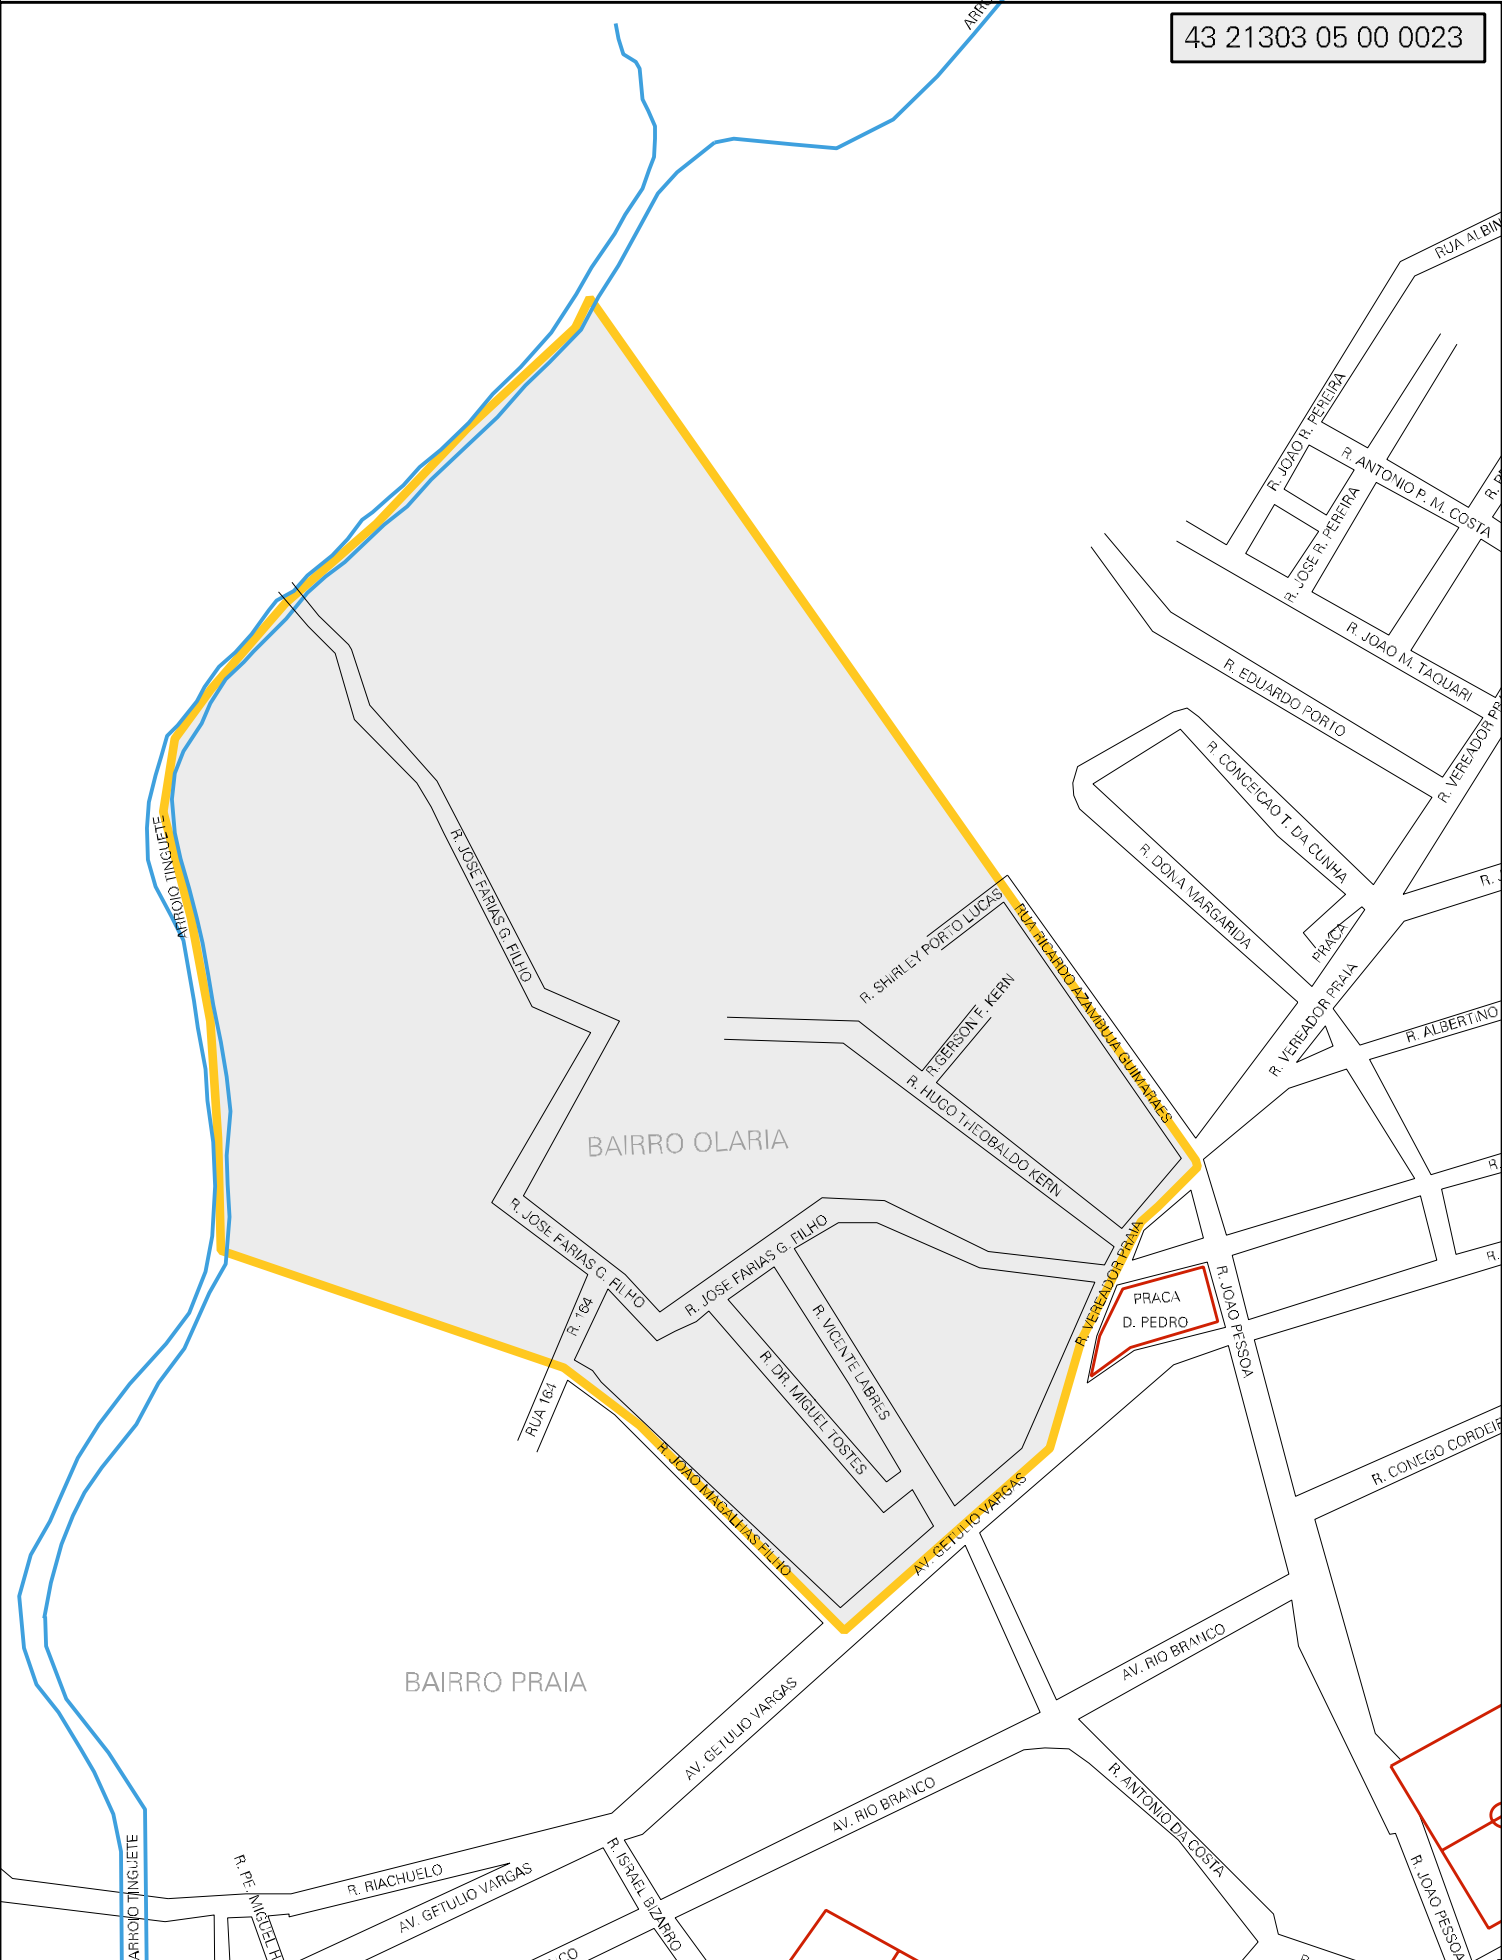 43 21303 05 00 0023
RUA ALBIN
R. JOAO R. PEREIRA
R. ANTONIO P. M. COSTA
R. JOSE R. PEREIRA
R. JOAO M. TAQUARI
R. EDUARDO PORTO
R. VEREADOR PR
R. CONCEICAO T. DA CUNHA
R. DONA MARGARIDA
PRACA
R. VEREADOR PRAIA
R. ALBERTINO
ARROIO TINGUETE
R. JOSE FARIAS G. FILHO
R. SHIRLEY PORTO LUCAS
RUA RICARDO AZAMBUJA GUIMARAES
R.GERSON F. KERN
R. HUGO THEOBALDO KERN
BAIRRO OLARIA
R. JOSE FARIAS G. FILHO
R. JOSE FARIAS G. FILHO
R. VEREADOR PRAIA
PRACA
D. PEDRO
R. JOAO PESSOA
R. 164
RUA 164
R. VICENTE LABRES
R. DR. MIGUEL TOSTES
R. JOAO MAGALHAS FILHO
AV. GETULIO VARGAS
R. CONEGO CORDEIR
AV. RIO BRANCO
BAIRRO PRAIA
AV. GETULIO VARGAS
AV. RIO BRANCO
R. ANTONIO DA COSTA
R. ISRAEL BIZARRO
R. RIACHUELO
AV. GETULIO VARGAS
R. PE. MIGUEL H
ARROIO TINGUETE
R. JOAO PESSOA